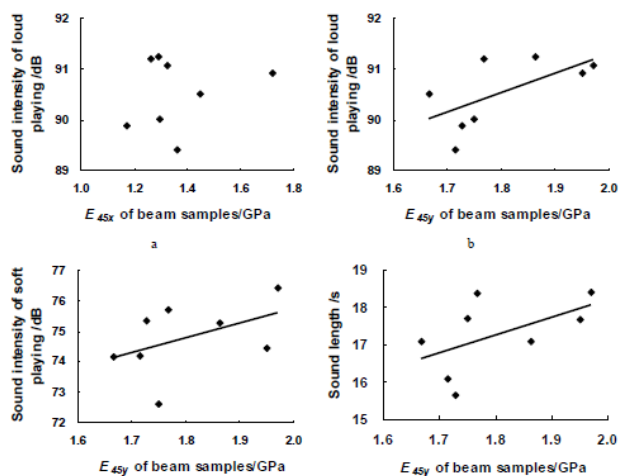 Sound intensity of loud
playing /dB
92
91
90
89
1.0 1.2 1.4 1.6 1.8
E 45x of beam samples/GPa
a
Sound intensity of loud
playing /dB
92
91
90
89
1.6 1.7 1.8 1.9 2.0
E 45y of beam samples/GPa
b
Sound intensity of soft
playing /dB
77
76
75
74
73
72
1.6 1.7 1.8 1.9 2.0
E 45y of beam samples/GPa
Sound length /s
19
18
17
16
15
1.6 1.7 1.8 1.9 2.0
E 45y of beam samples/GPa